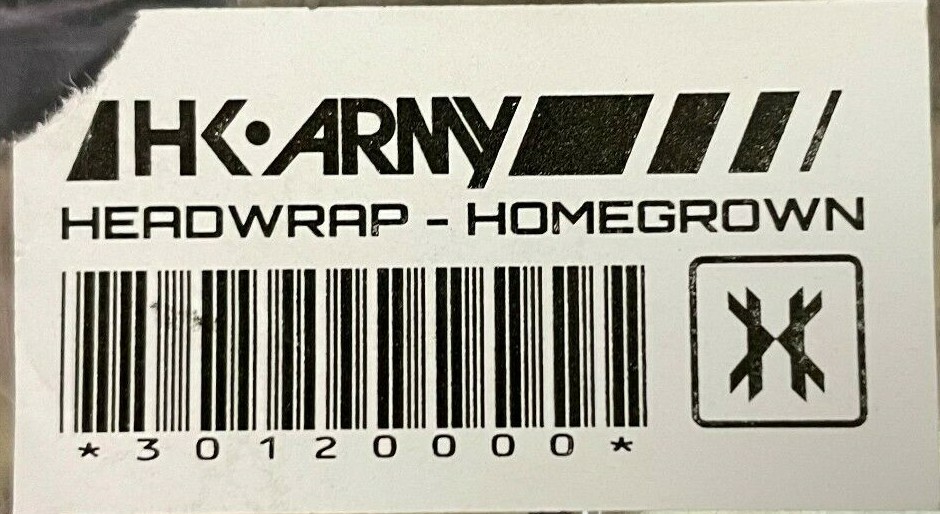 HK•ARMY
HEADWRAP - HOMEGROWN
*30120000*